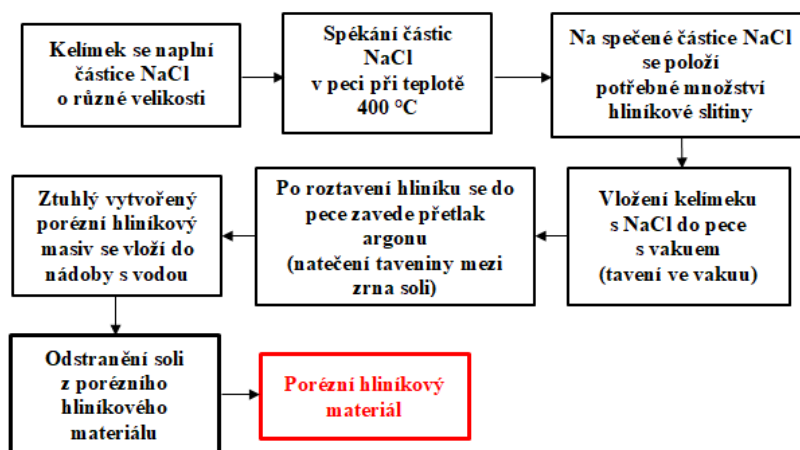 Kelímek se naplní
částice NaCl
o různé velikosti
Spékání částic
NaCl
v peci při teplotě
400 °C
Na spečené částice NaCl
se položí
potřebné množství
hliníkové slitiny
Vložení kelímeku
s NaCl do pece
s vakuem
(tavení ve vakuu)
Po roztavení hliníku se do
pece zavede přetlak
argonu
(natečení taveniny mezi
zrna soli)
Ztuhlý vytvořený
porézní hliníkový
masiv se vloží do
nádoby s vodou
Odstranění soli
z porézního
hliníkového
materiálu
Porézní hliníkový
materiál